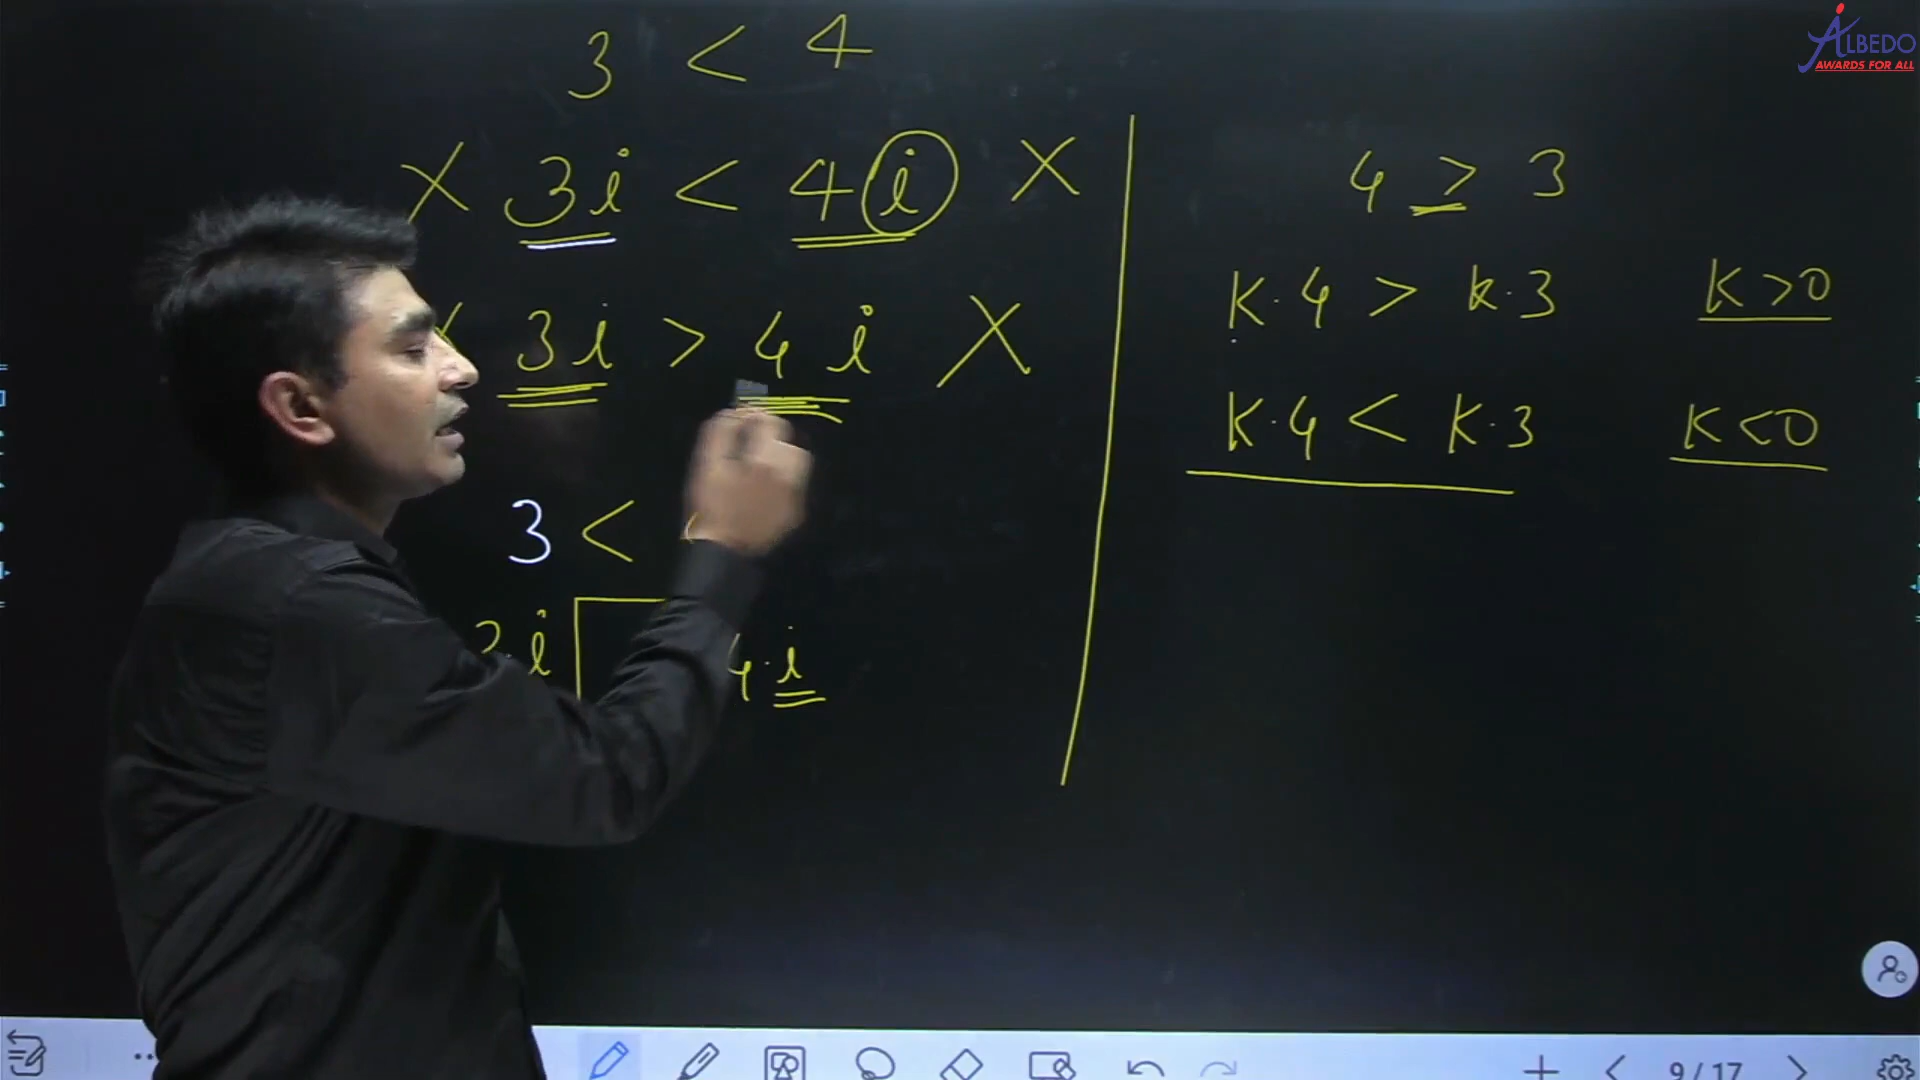 ALBEDO
AWARDS FOR ALL
3 < 4
X 3i < 4i X
3i > 4i X
3 <
i 4·i
4 > 3
K·4 > K·3 K>0
K·4 < K·3 K<0
9/17